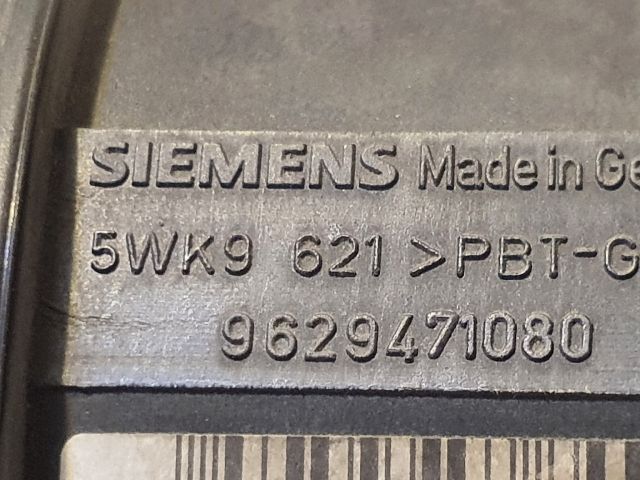 SIEMENS Made in Ge
5WK9 621 >PBT-G
9629471080